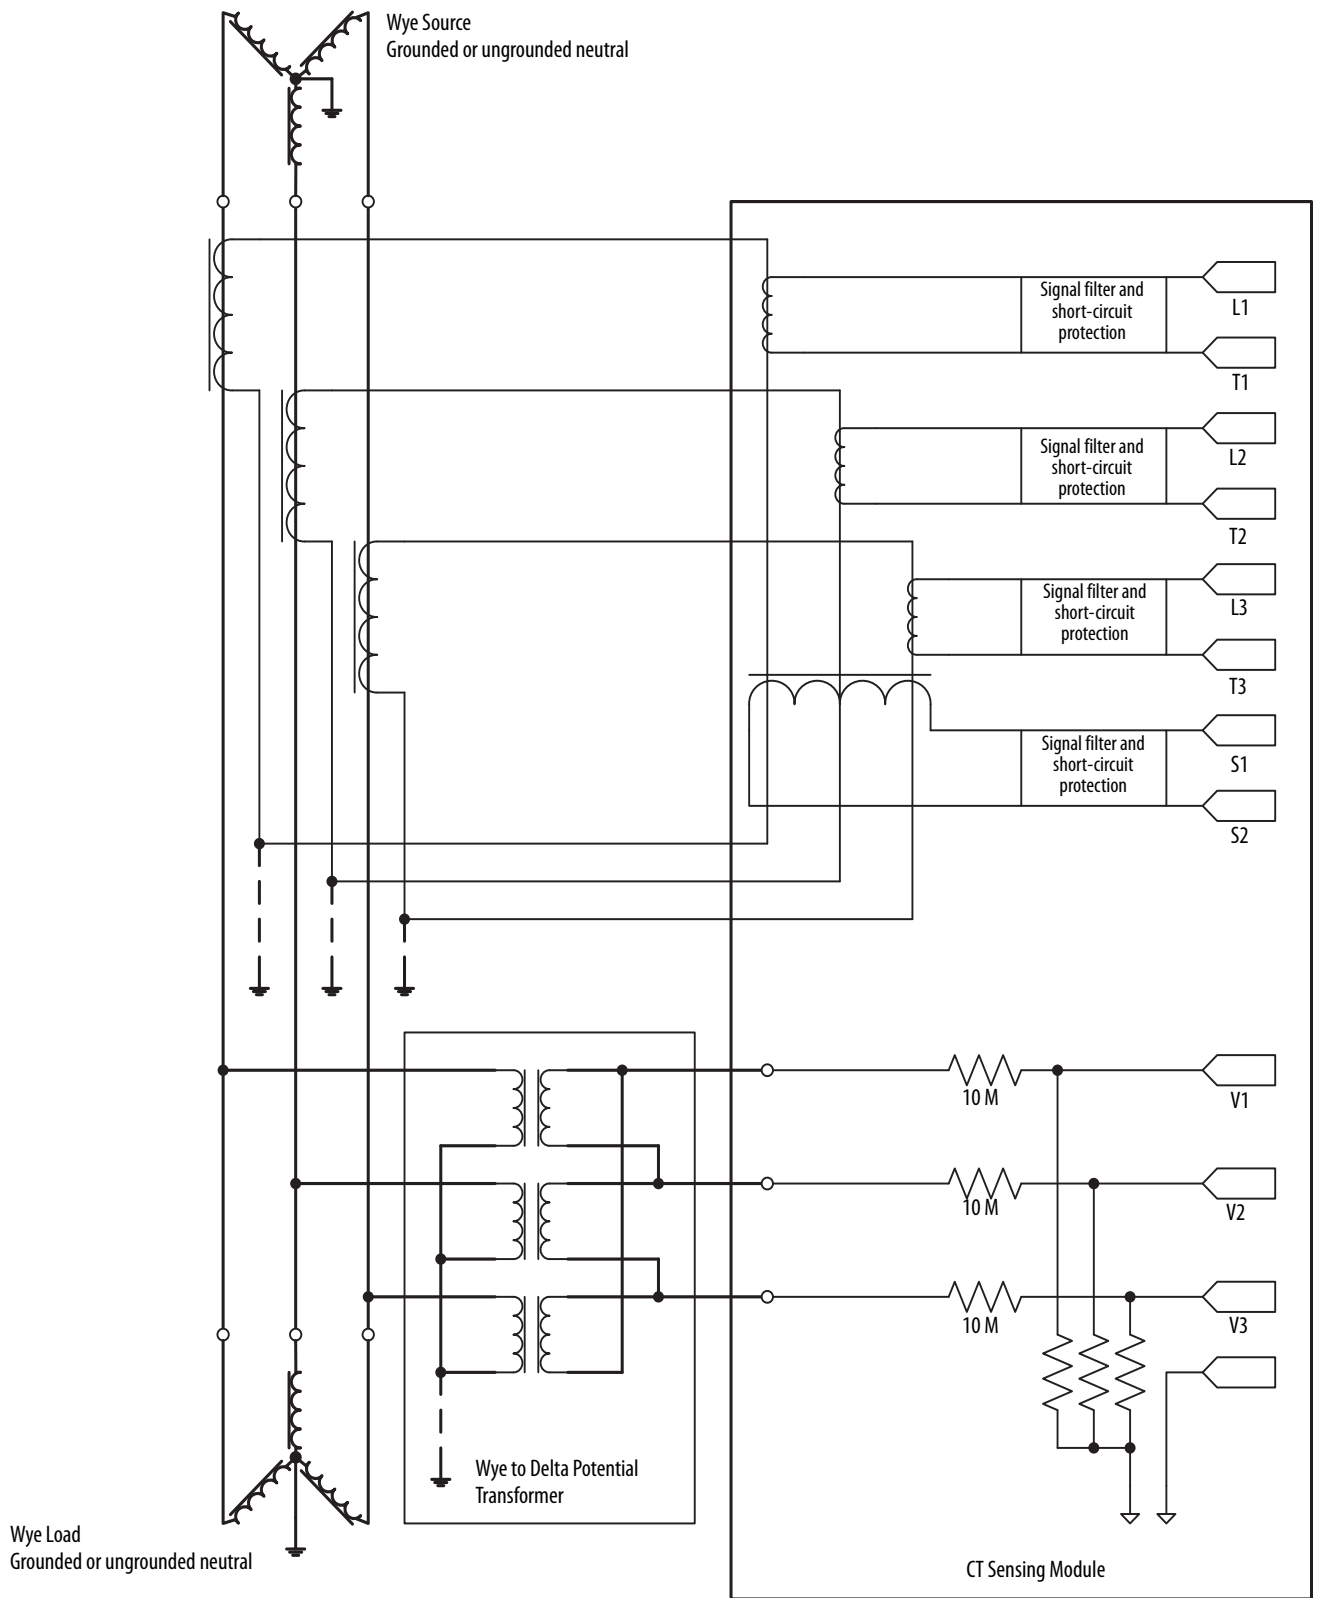 Wye Source
Grounded or ungrounded neutral
Signal filter and
short-circuit
protection
L1
T1
Signal filter and
short-circuit
protection
L2
T2
Signal filter and
short-circuit
protection
L3
T3
Signal filter and
short-circuit
protection
S1
S2
10 M
V1
10 M
V2
10 M
V3
Wye to Delta Potential
Transformer
Wye Load
Grounded or ungrounded neutral
CT Sensing Module